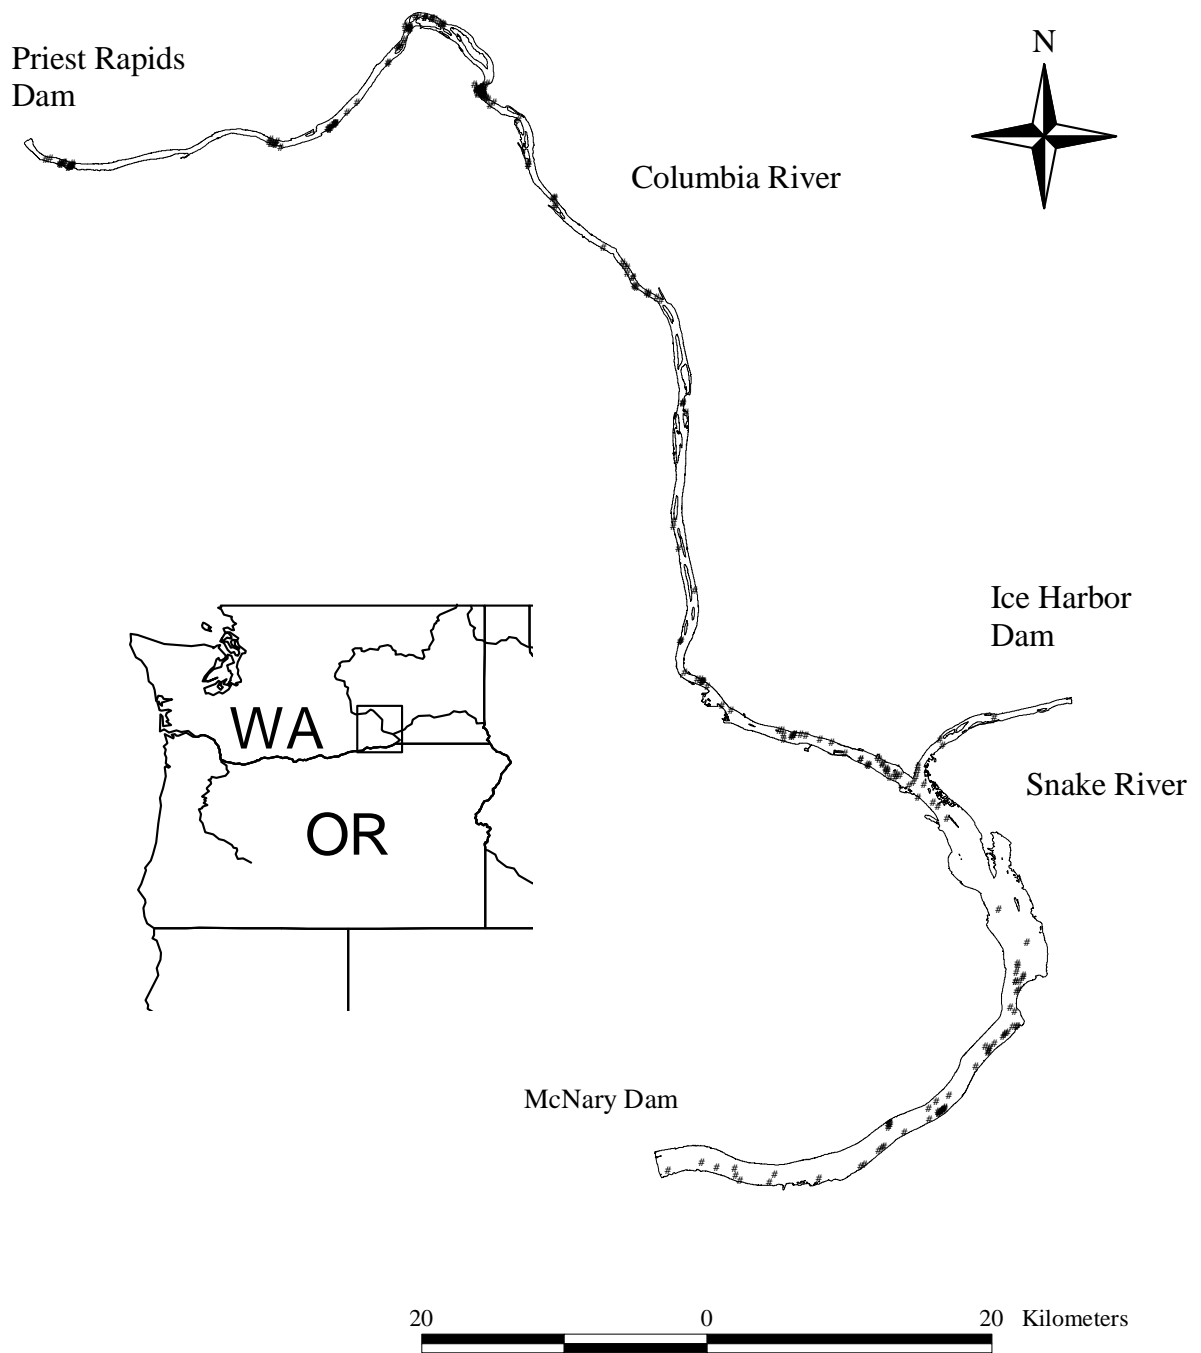 N
Priest Rapids
Dam
Columbia River
Ice Harbor
Dam
WA
Snake River
OR
McNary Dam
20 0 20 Kilometers